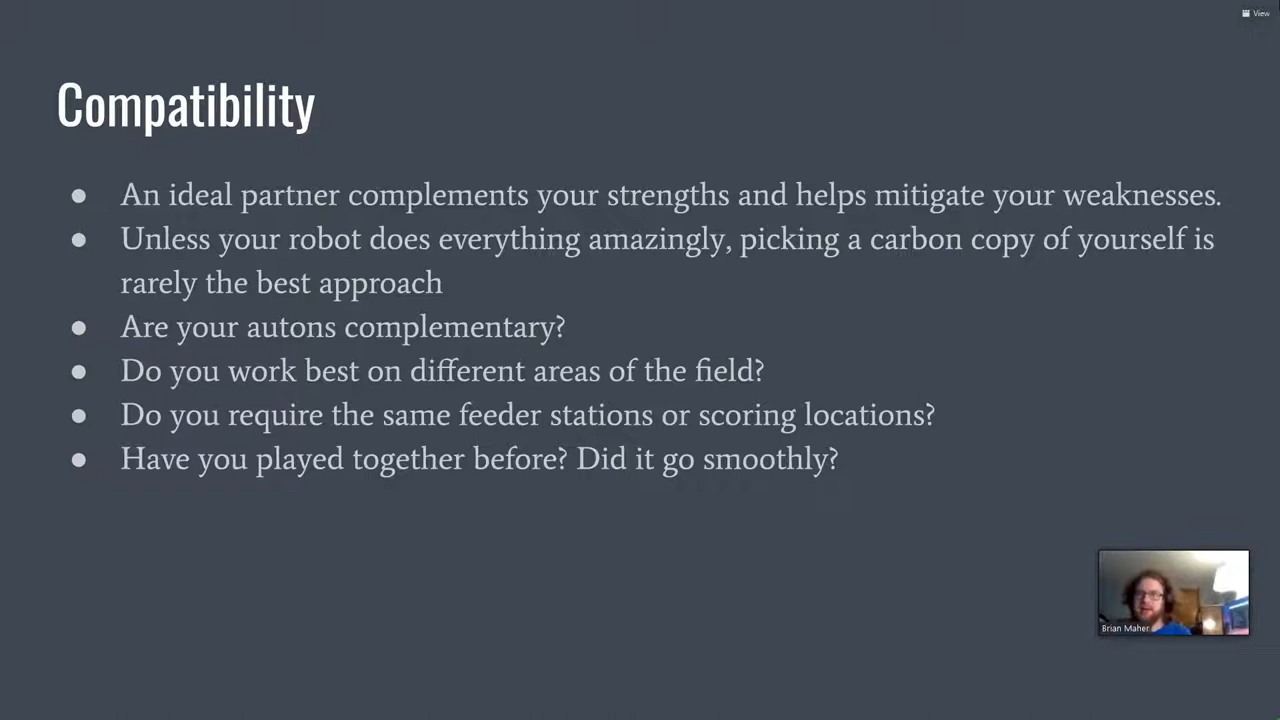 View
Compatibility
● An ideal partner complements your strengths and helps mitigate your weaknesses.
● Unless your robot does everything amazingly, picking a carbon copy of yourself is
rarely the best approach
● Are your autons complementary?
● Do you work best on different areas of the field?
● Do you require the same feeder stations or scoring locations?
● Have you played together before? Did it go smoothly?
Brian Maher